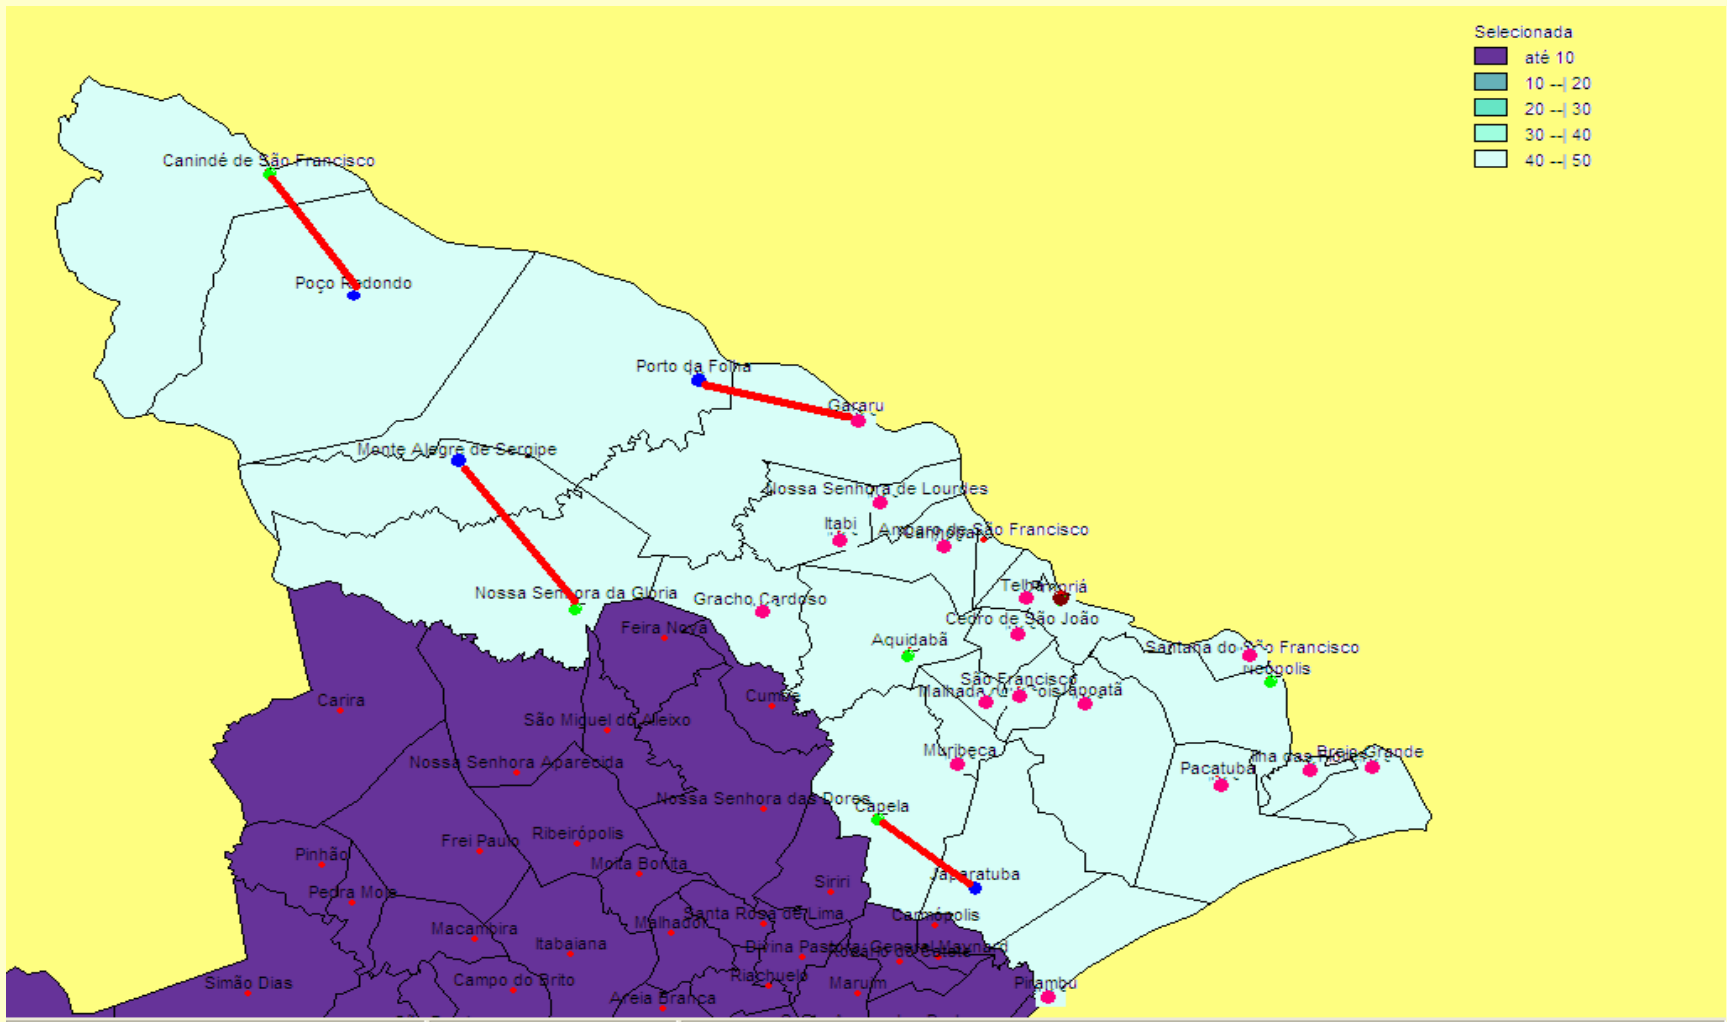 Selecionada
até 10
10 --| 20
20 --| 30
30 --| 40
40 --| 50
Canindé de São Francisco
Poço Redondo
Porto da Folha
Gararu
Monte Alegre de Sergipe
Nossa Senhora de Lourdes
Itabi
Amparo de São Francisco
Telha
Nossa Senhora da Glória
Gracho Cardoso
Cedro de São João
Feira Nova
Aquidabã
Santana do São Francisco
Neópolis
São Francisco
Japoatã
Carira
Cumbe
São Miguel do Aleixo
Muribeca
Brejo Grande
Nossa Senhora Aparecida
Pacatuba
Nossa Senhora das Dores
Capela
Ribeirópolis
Frei Paulo
Pinhão
Moita Bonita
Japaratuba
Siriri
Pedra Mole
Santa Rosa de Lima
Carmópolis
Malhador
Macambira
Itabaiana
Divina Pastora
General Maynard
Simão Dias
Campo do Brito
Riachuelo
Maruim
Pirambu
Areia Branca